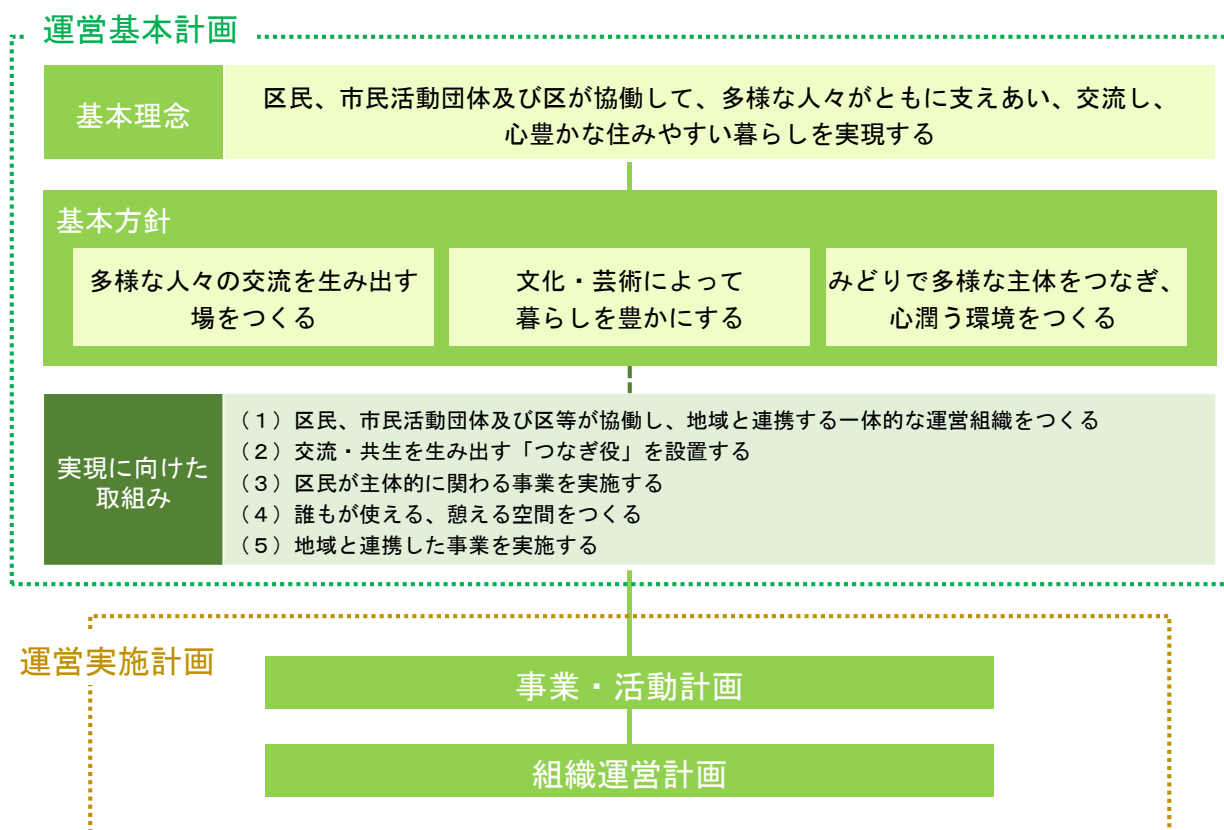 運営基本計画
基本理念
区民、市民活動団体及び区が協働して、多様な人々がともに支えあい、交流し、
心豊かな住みやすい暮らしを実現する
基本方針
多様な人々の交流を生み出す
場をつくる
文化・芸術によって
暮らしを豊かにする
みどりで多様な主体をつなぎ、
心潤う環境をつくる
実現に向けた
取組み
（１）区民、市民活動団体及び区等が協働し、地域と連携する一体的な運営組織をつくる
（２）交流・共生を生み出す「つなぎ役」を設置する
（３）区民が主体的に関わる事業を実施する
（４）誰もが使える、憩える空間をつくる
（５）地域と連携した事業を実施する
運営実施計画
事業・活動計画
組織運営計画